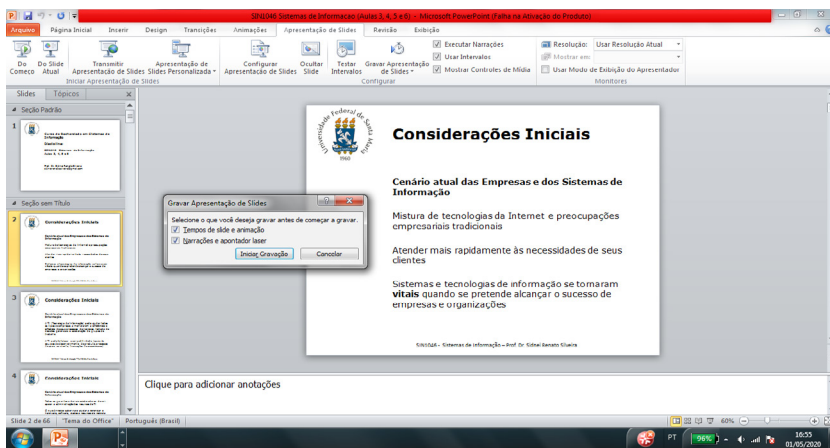 SIN1046 Sistemas de Informacao (Aulas 3, 4, 5 e 6) - Microsoft PowerPoint (Falha na Ativação do Produto)
Arquivo Página Inicial Inserir Design Transições Animações Apresentação de Slides Revisão Exibição
Do Começo
Do Slide Atual
Transmitir Apresentação de Slides
Apresentação de Slides Personalizada
Iniciar Apresentação de Slides
Configurar Apresentação de Slides
Ocultar Slide
Testar Intervalos
Gravar Apresentação de Slides
Executar Narrações
Usar Intervalos
Mostrar Controles de Mídia
Configurar
Resolução: Usar Resolução Atual
Mostrar em:
Usar Modo de Exibição do Apresentador
Monitores
Slides Tópicos
Seção Padrão
1
Seção sem Título
2
Considerações Iniciais
3
Considerações Iniciais
4
Considerações Iniciais
Gravar Apresentação de Slides
Selecione o que você deseja gravar antes de começar a gravar.
Tempos de slide e animação
Narrações e apontador laser
Iniciar Gravação Cancelar
Universidade Federal de Santa Maria
1960
Considerações Iniciais
Cenário atual das Empresas e dos Sistemas de
Informação
Mistura de tecnologias da Internet e preocupações
empresariais tradicionais
Atender mais rapidamente às necessidades de seus
clientes
Sistemas e tecnologias de informação se tornaram
vitais quando se pretende alcançar o sucesso de
empresas e organizações
SIN1046 - Sistemas de Informação – Prof. Dr. Sidnei Renato Silveira
Clique para adicionar anotações
Slide 2 de 66 "Tema do Office" Português (Brasil) 60%
PT 96% 16:55
01/05/2020